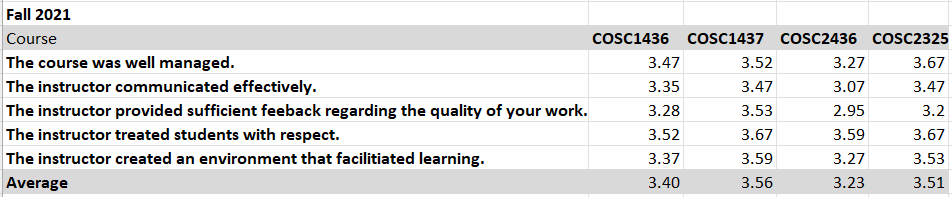 Fall 2021
Course COSC1436 COSC1437 COSC2436 COSC2325
The course was well managed. 3.47 3.52 3.27 3.67
The instructor communicated effectively. 3.35 3.47 3.07 3.47
The instructor provided sufficient feeback regarding the quality of your work. 3.28 3.53 2.95 3.2
The instructor treated students with respect. 3.52 3.67 3.59 3.67
The instructor created an environment that facilitiated learning. 3.37 3.59 3.27 3.53
Average 3.40 3.56 3.23 3.51